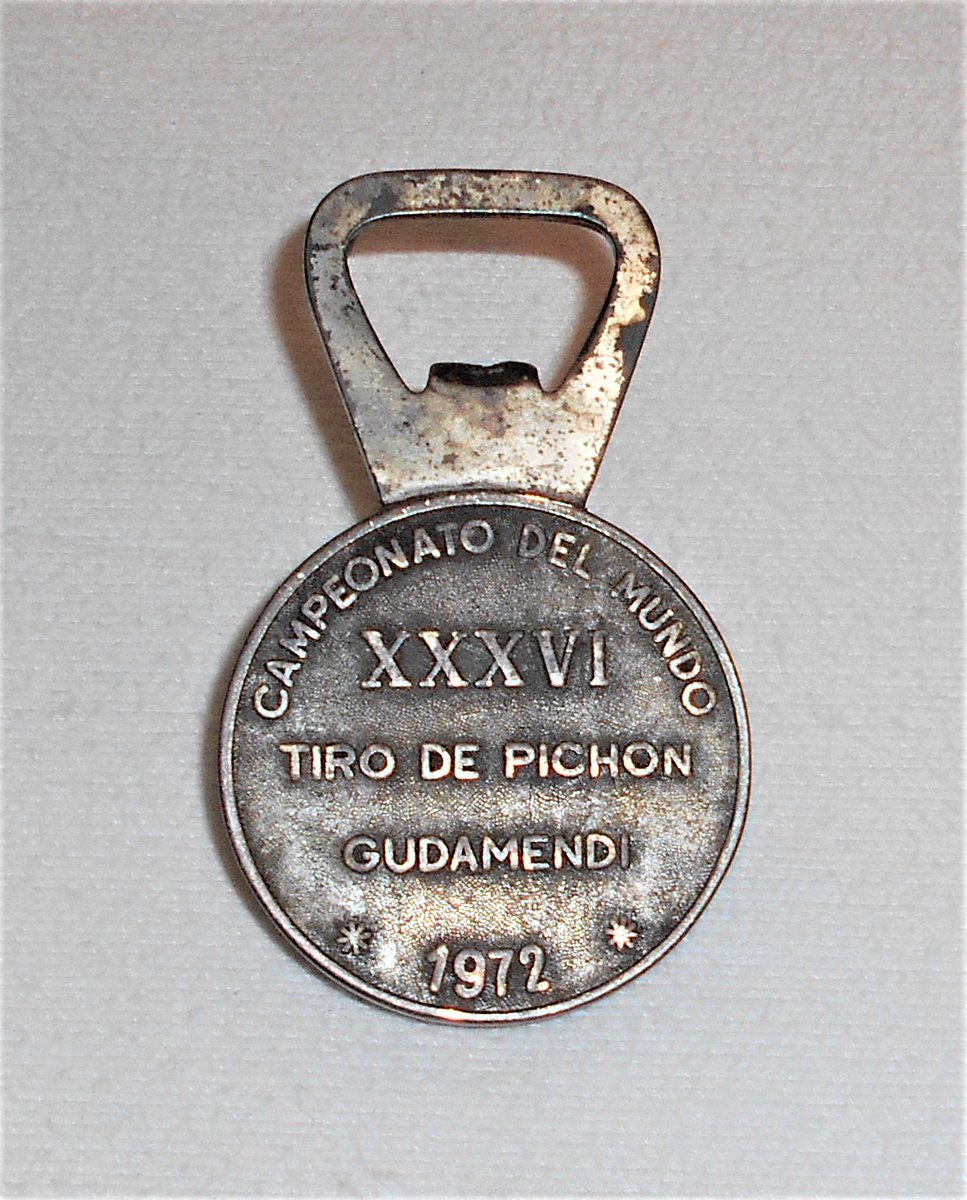 CAMPEONATO DEL MUNDO
XXXVI
TIRO DE PICHON
GUDAMENDI
* 1972 *